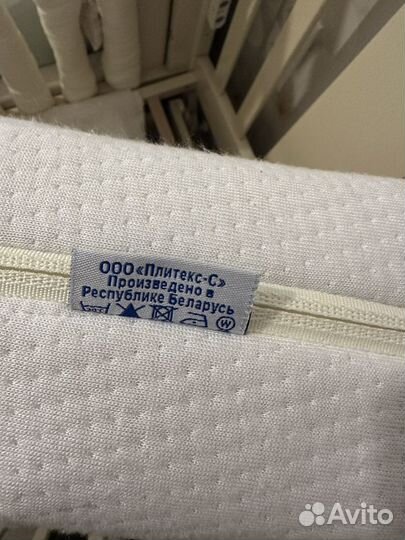 ООО«Плитекс-С»
Произведено в
Республике Беларусь
W
Avito